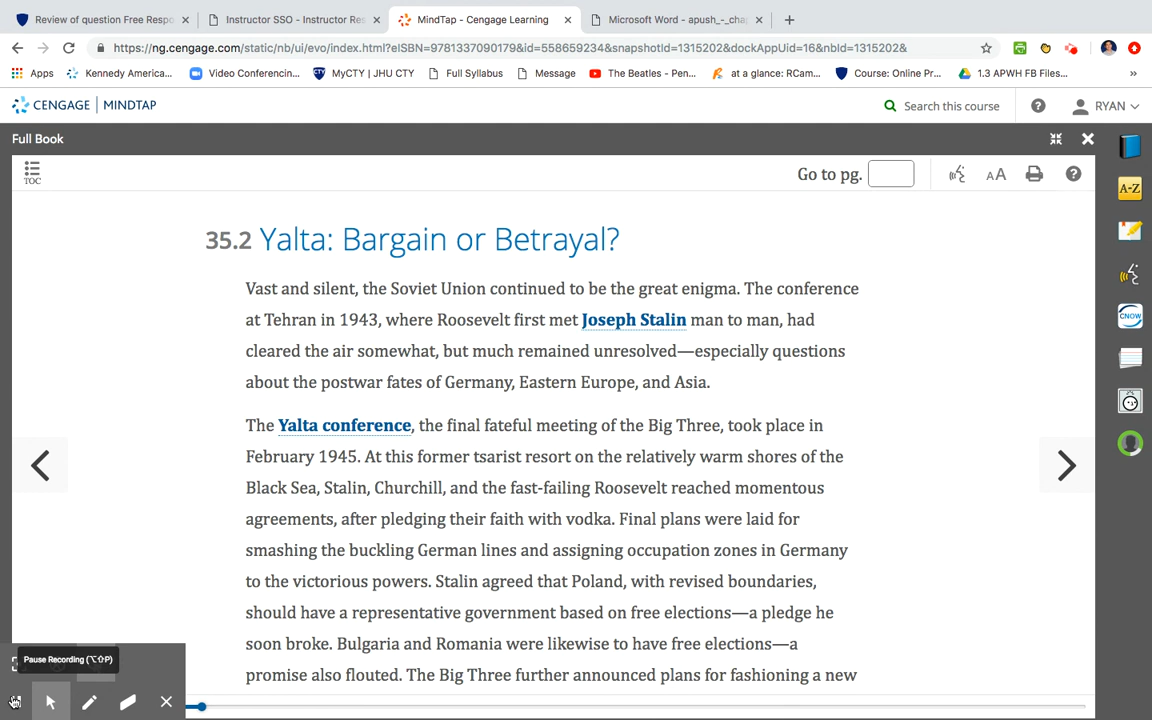 Review of question Free Respo
Instructor SSO - Instructor Res
MindTap - Cengage Learning
Microsoft Word - apush_-_chap
https://ng.cengage.com/static/nb/ui/evo/index.html?eISBN=9781337090179&id=558659234&snapshotId=1315202&dockAppUid=16&nbId=1315202&
Apps
Kennedy America...
Video Conferencin...
MyCTY | JHU CTY
Full Syllabus
Message
The Beatles - Pen...
at a glance: RCam...
Course: Online Pr...
1.3 APWH FB Files...
»
CENGAGE | MINDTAP
Search this course
RYAN
Full Book
TOC
Go to pg.
AA
A-Z
CNOW
35.2 Yalta: Bargain or Betrayal?
Vast and silent, the Soviet Union continued to be the great enigma. The conference
at Tehran in 1943, where Roosevelt first met Joseph Stalin man to man, had
cleared the air somewhat, but much remained unresolved—especially questions
about the postwar fates of Germany, Eastern Europe, and Asia.
The Yalta conference, the final fateful meeting of the Big Three, took place in
February 1945. At this former tsarist resort on the relatively warm shores of the
Black Sea, Stalin, Churchill, and the fast-failing Roosevelt reached momentous
agreements, after pledging their faith with vodka. Final plans were laid for
smashing the buckling German lines and assigning occupation zones in Germany
to the victorious powers. Stalin agreed that Poland, with revised boundaries,
should have a representative government based on free elections—a pledge he
soon broke. Bulgaria and Romania were likewise to have free elections—a
promise also flouted. The Big Three further announced plans for fashioning a new
Pause Recording (⌥⇧P)